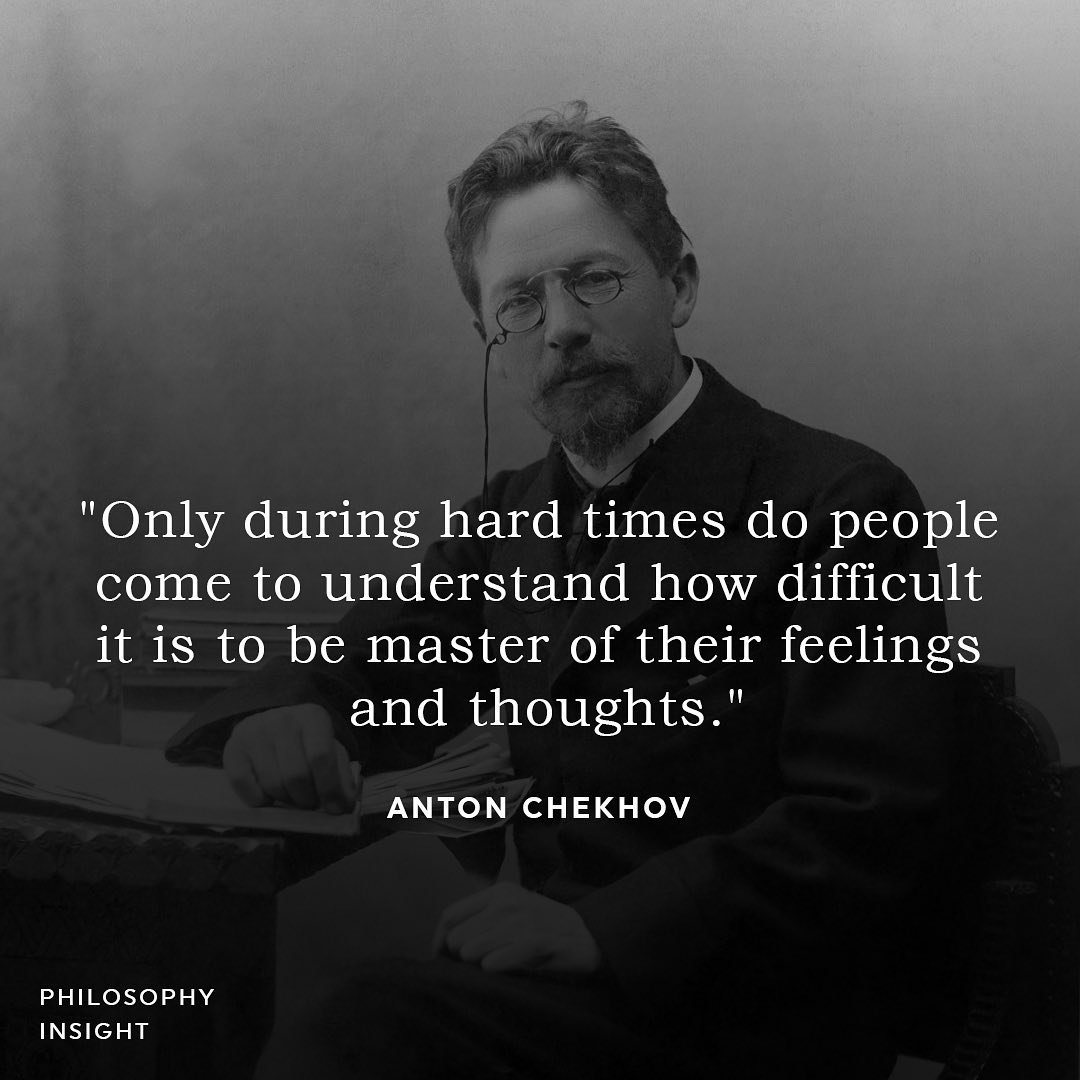 "Only during hard times do people
come to understand how difficult
it is to be master of their feelings
and thoughts."
ANTON CHEKHOV
PHILOSOPHY
INSIGHT